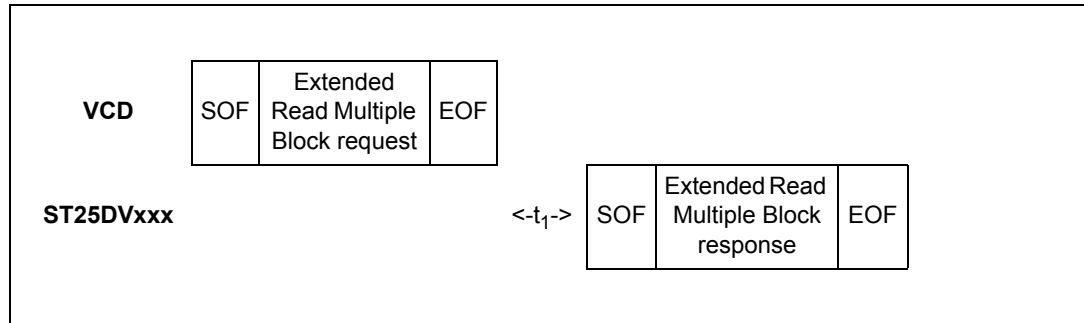 VCD
SOF
Extended
Read Multiple
Block request
EOF
ST25DVxxx
<-t₁->
SOF
Extended Read
Multiple Block
response
EOF